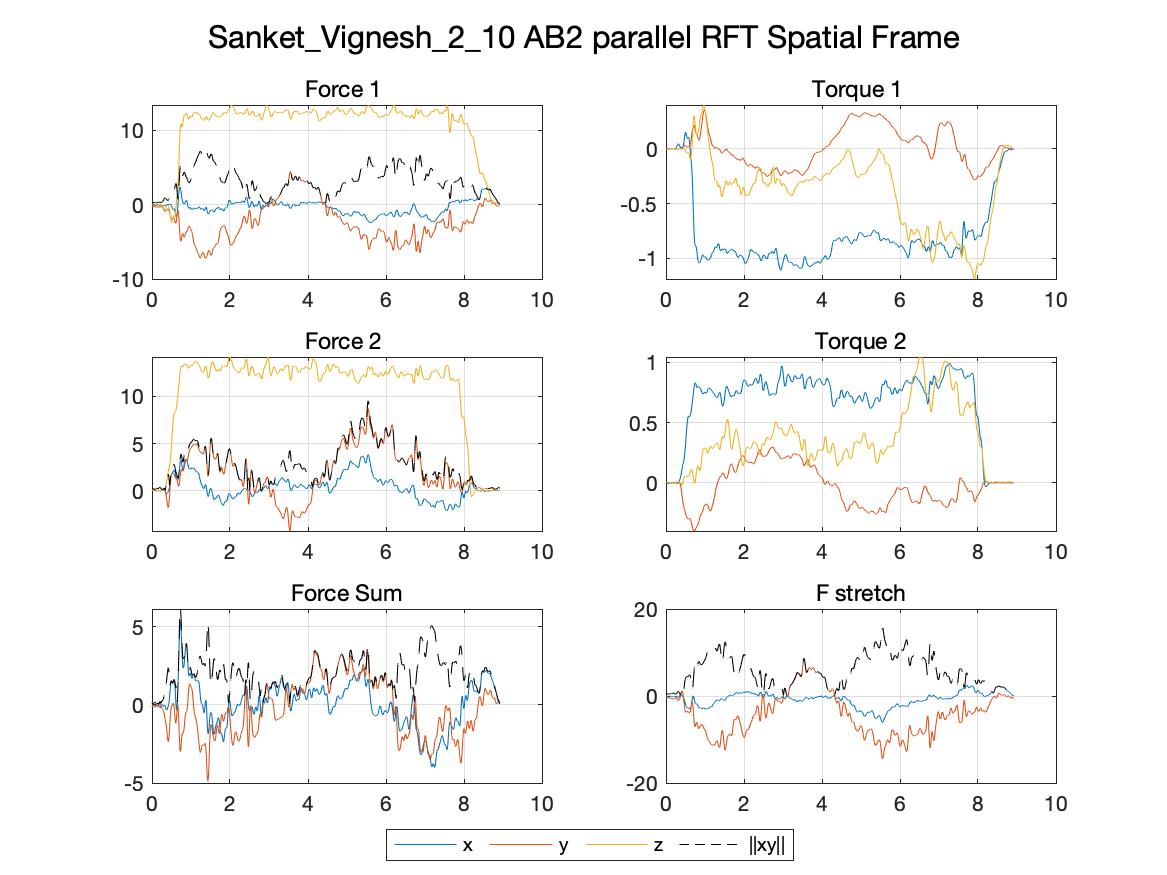 Sanket_Vignesh_2_10 AB2 parallel RFT Spatial Frame
Force 1
10
0
-10
0 2 4 6 8 10
Torque 1
0
-0.5
-1
0 2 4 6 8 10
Force 2
10
5
0
0 2 4 6 8 10
Torque 2
1
0.5
0
0 2 4 6 8 10
Force Sum
5
0
-5
0 2 4 6 8 10
F stretch
20
0
-20
0 2 4 6 8 10
x y z ||xy||